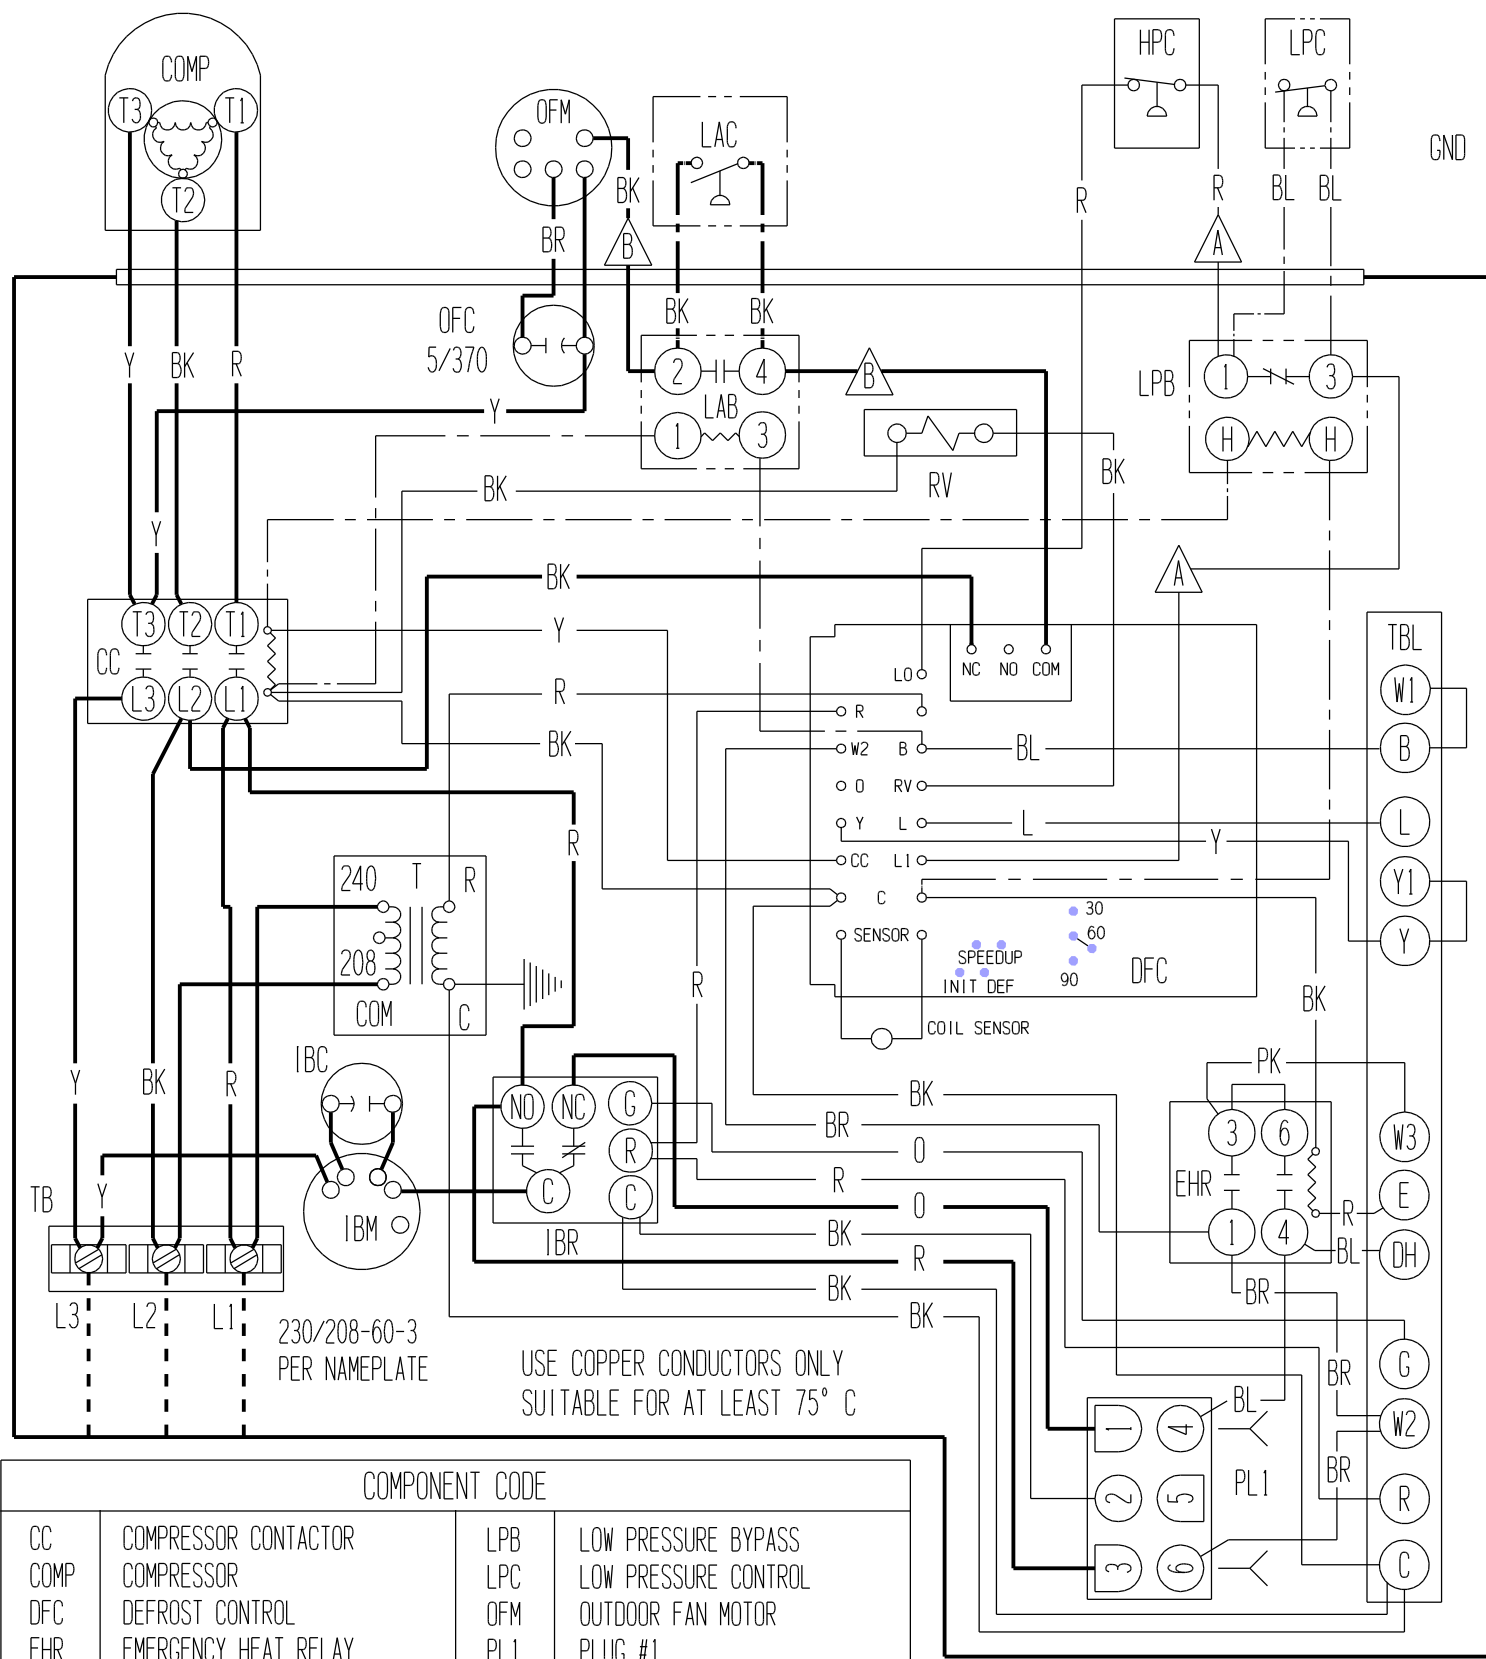 HPC
LPC
COMP
T3
T1
T2
OFM
LAC
GND
BK
R
R
BL
BL
BR
B
A
OFC
5/370
BK
BK
Y
BK
R
2
4
B
LAB
1
3
LPB
1
3
H
H
Y
RV
BK
BK
Y
BK
A
Y
T3
T2
T1
CC
L3
L2
L1
NC
NO
COM
TBL
W1
B
L
Y1
Y
LO
R
R
W2
B
BL
BK
O
RV
Y
L
L
Y
CC
L1
C
SENSOR
30
60
90
SPEEDUP
INIT DEF
DFC
COIL SENSOR
R
240
T
R
208
COM
C
R
BK
IBC
Y
BK
R
NO
NC
G
R
C
C
BK
BR
O
R
O
BK
R
BK
BK
PK
3
6
EHR
1
4
R
BL
BR
W3
E
DH
TB
Y
IBM
IBR
L3
L2
L1
230/208-60-3
PER NAMEPLATE
USE COPPER CONDUCTORS ONLY
SUITABLE FOR AT LEAST 75° C
BR
BL
G
W2
1
4
BR
PL1
R
2
5
3
6
C
COMPONENT CODE
CC COMPRESSOR CONTACTOR LPB LOW PRESSURE BYPASS
COMP COMPRESSOR LPC LOW PRESSURE CONTROL
DFC DEFROST CONTROL OFM OUTDOOR FAN MOTOR
EHR EMERGENCY HEAT RELAY PL1 PLUG #1